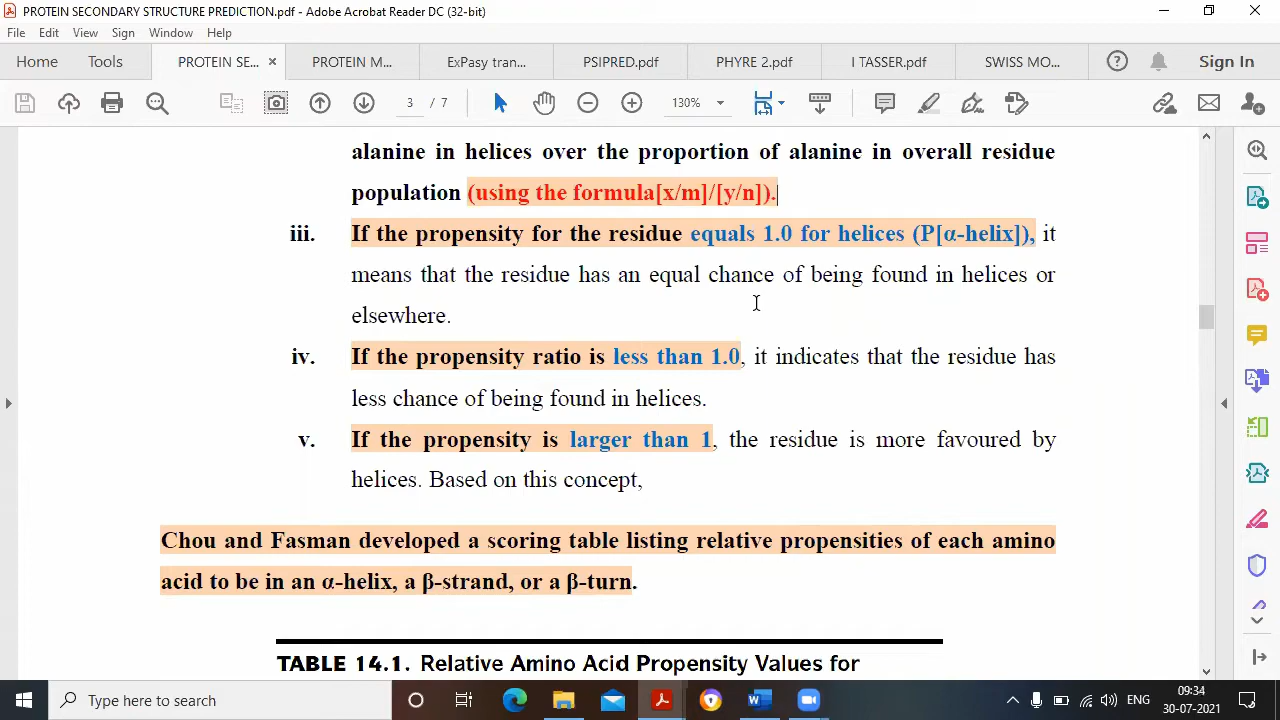 PROTEIN SECONDARY STRUCTURE PREDICTION.pdf - Adobe Acrobat Reader DC (32-bit)
File Edit View Sign Window Help
Home Tools PROTEIN SE... × PROTEIN M... ExPasy tran... PSIPRED.pdf PHYRE 2.pdf I TASSER.pdf SWISS MO... Sign In
3 / 7 130%
alanine in helices over the proportion of alanine in overall residue
population (using the formula[x/m]/[y/n]).
iii. If the propensity for the residue equals 1.0 for helices (P[α-helix]), it
means that the residue has an equal chance of being found in helices or
elsewhere.
iv. If the propensity ratio is less than 1.0, it indicates that the residue has
less chance of being found in helices.
v. If the propensity is larger than 1, the residue is more favoured by
helices. Based on this concept,
Chou and Fasman developed a scoring table listing relative propensities of each amino
acid to be in an α-helix, a β-strand, or a β-turn.
TABLE 14.1. Relative Amino Acid Propensity Values for
Type here to search ENG 09:34
30-07-2021